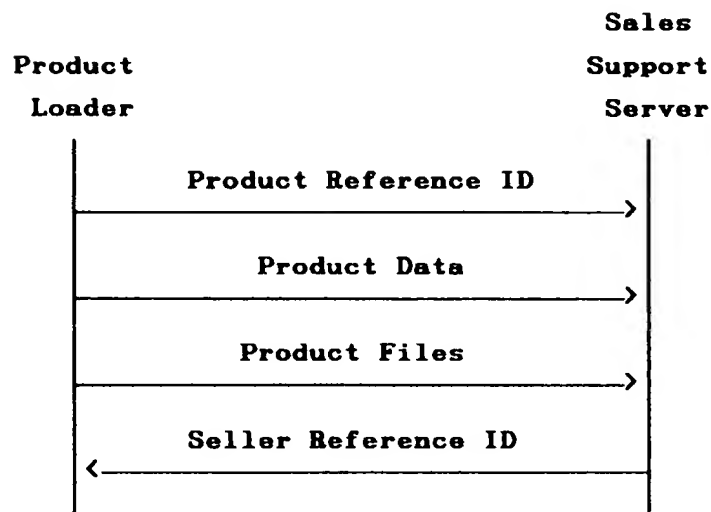 Product
Loader
Sales
Support
Server
Product Reference ID
Product Data
Product Files
Seller Reference ID